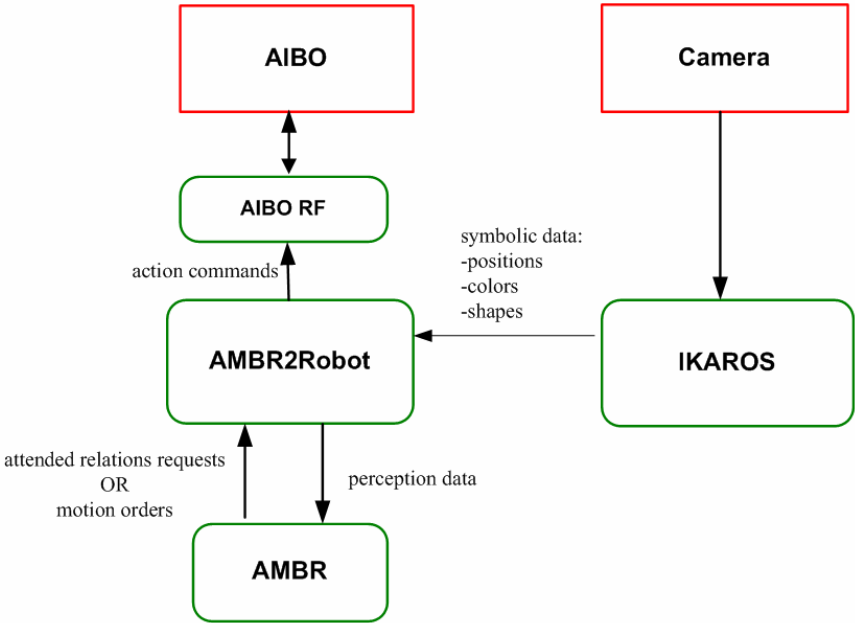 AIBO
Camera
AIBO RF
action commands
symbolic data:
-positions
-colors
-shapes
AMBR2Robot
IKAROS
attended relations requests
OR
motion orders
perception data
AMBR